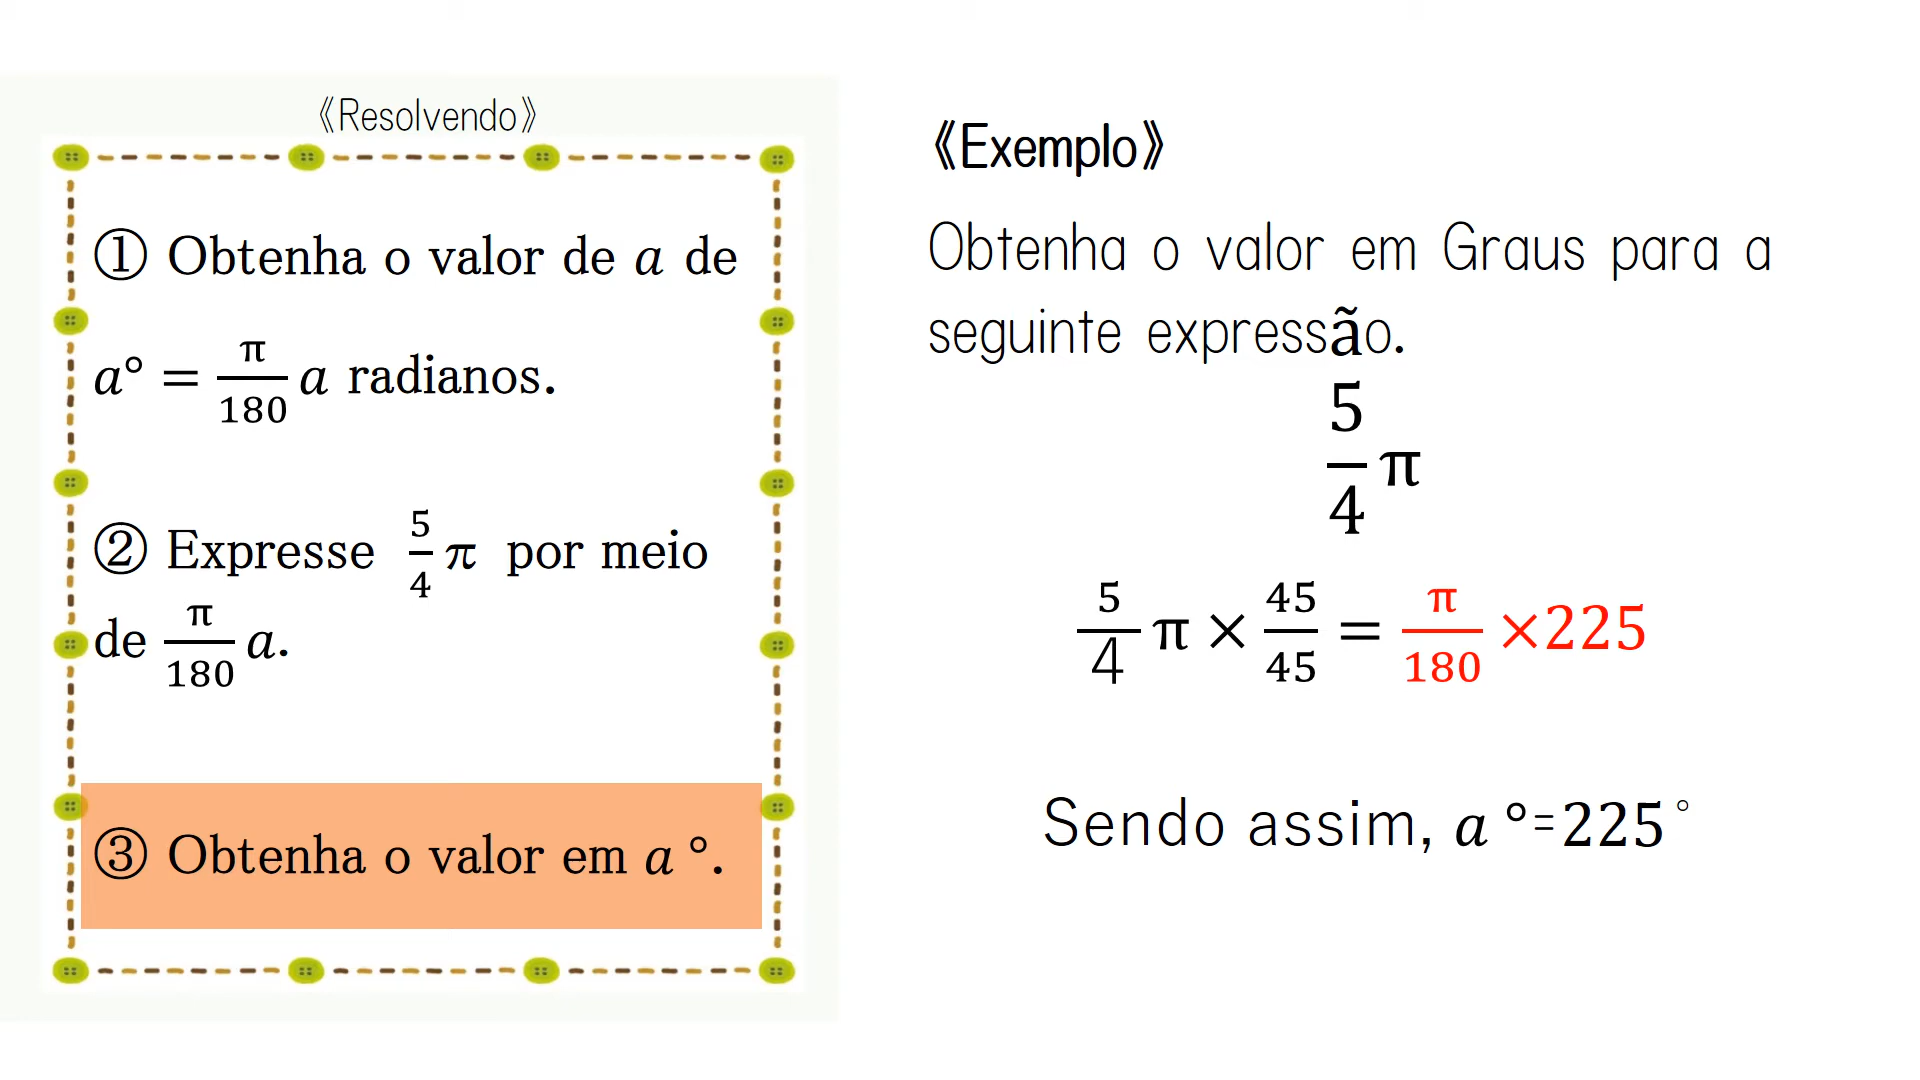 《Resolvendo》
① Obtenha o valor de a de
a° = π/180 a radianos.
② Expresse 5/4 π por meio
de π/180 a.
③ Obtenha o valor em a °.
《Exemplo》
Obtenha o valor em Graus para a
seguinte expressão.
5/4 π
5/4 π × 45/45 = π/180 ×225
Sendo assim, a °=225°